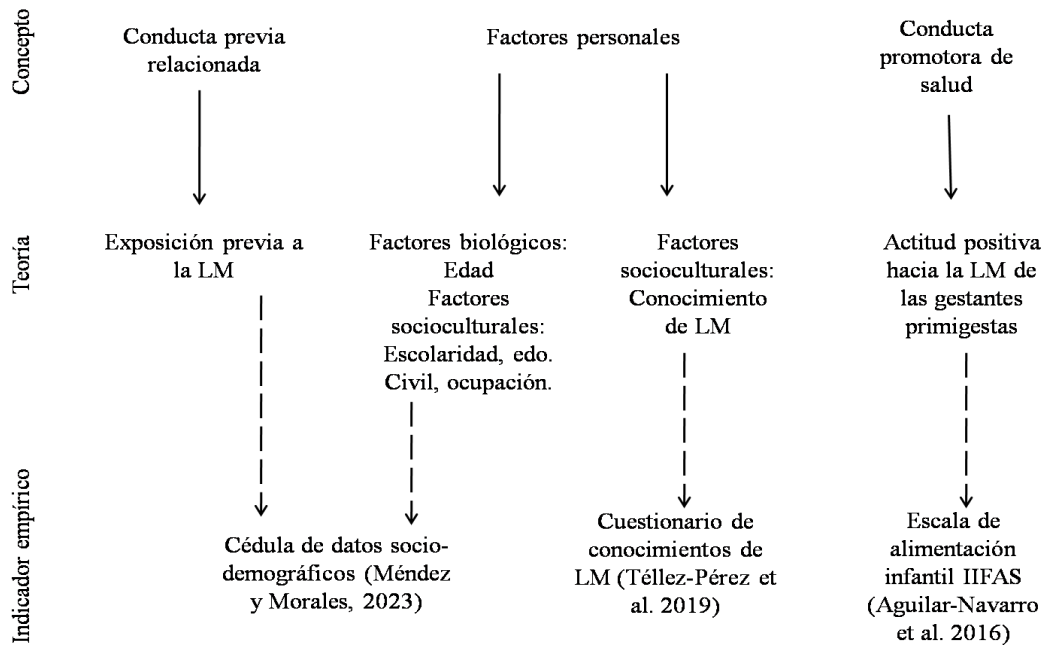 Concepto
Conducta previa
relacionada
Factores personales
Conducta
promotora de
salud
Teoría
Exposición previa a
la LM
Factores biológicos:
Edad
Factores
socioculturales:
Escolaridad, edo.
Civil, ocupación.
Factores
socioculturales:
Conocimiento
de LM
Actitud positiva
hacia la LM de
las gestantes
primigestas
Indicador empírico
Cédula de datos socio-
demográficos (Méndez
y Morales, 2023)
Cuestionario de
conocimientos de
LM (Téllez-Pérez et
al. 2019)
Escala de
alimentación
infantil IIFAS
(Aguilar-Navarro
et al. 2016)